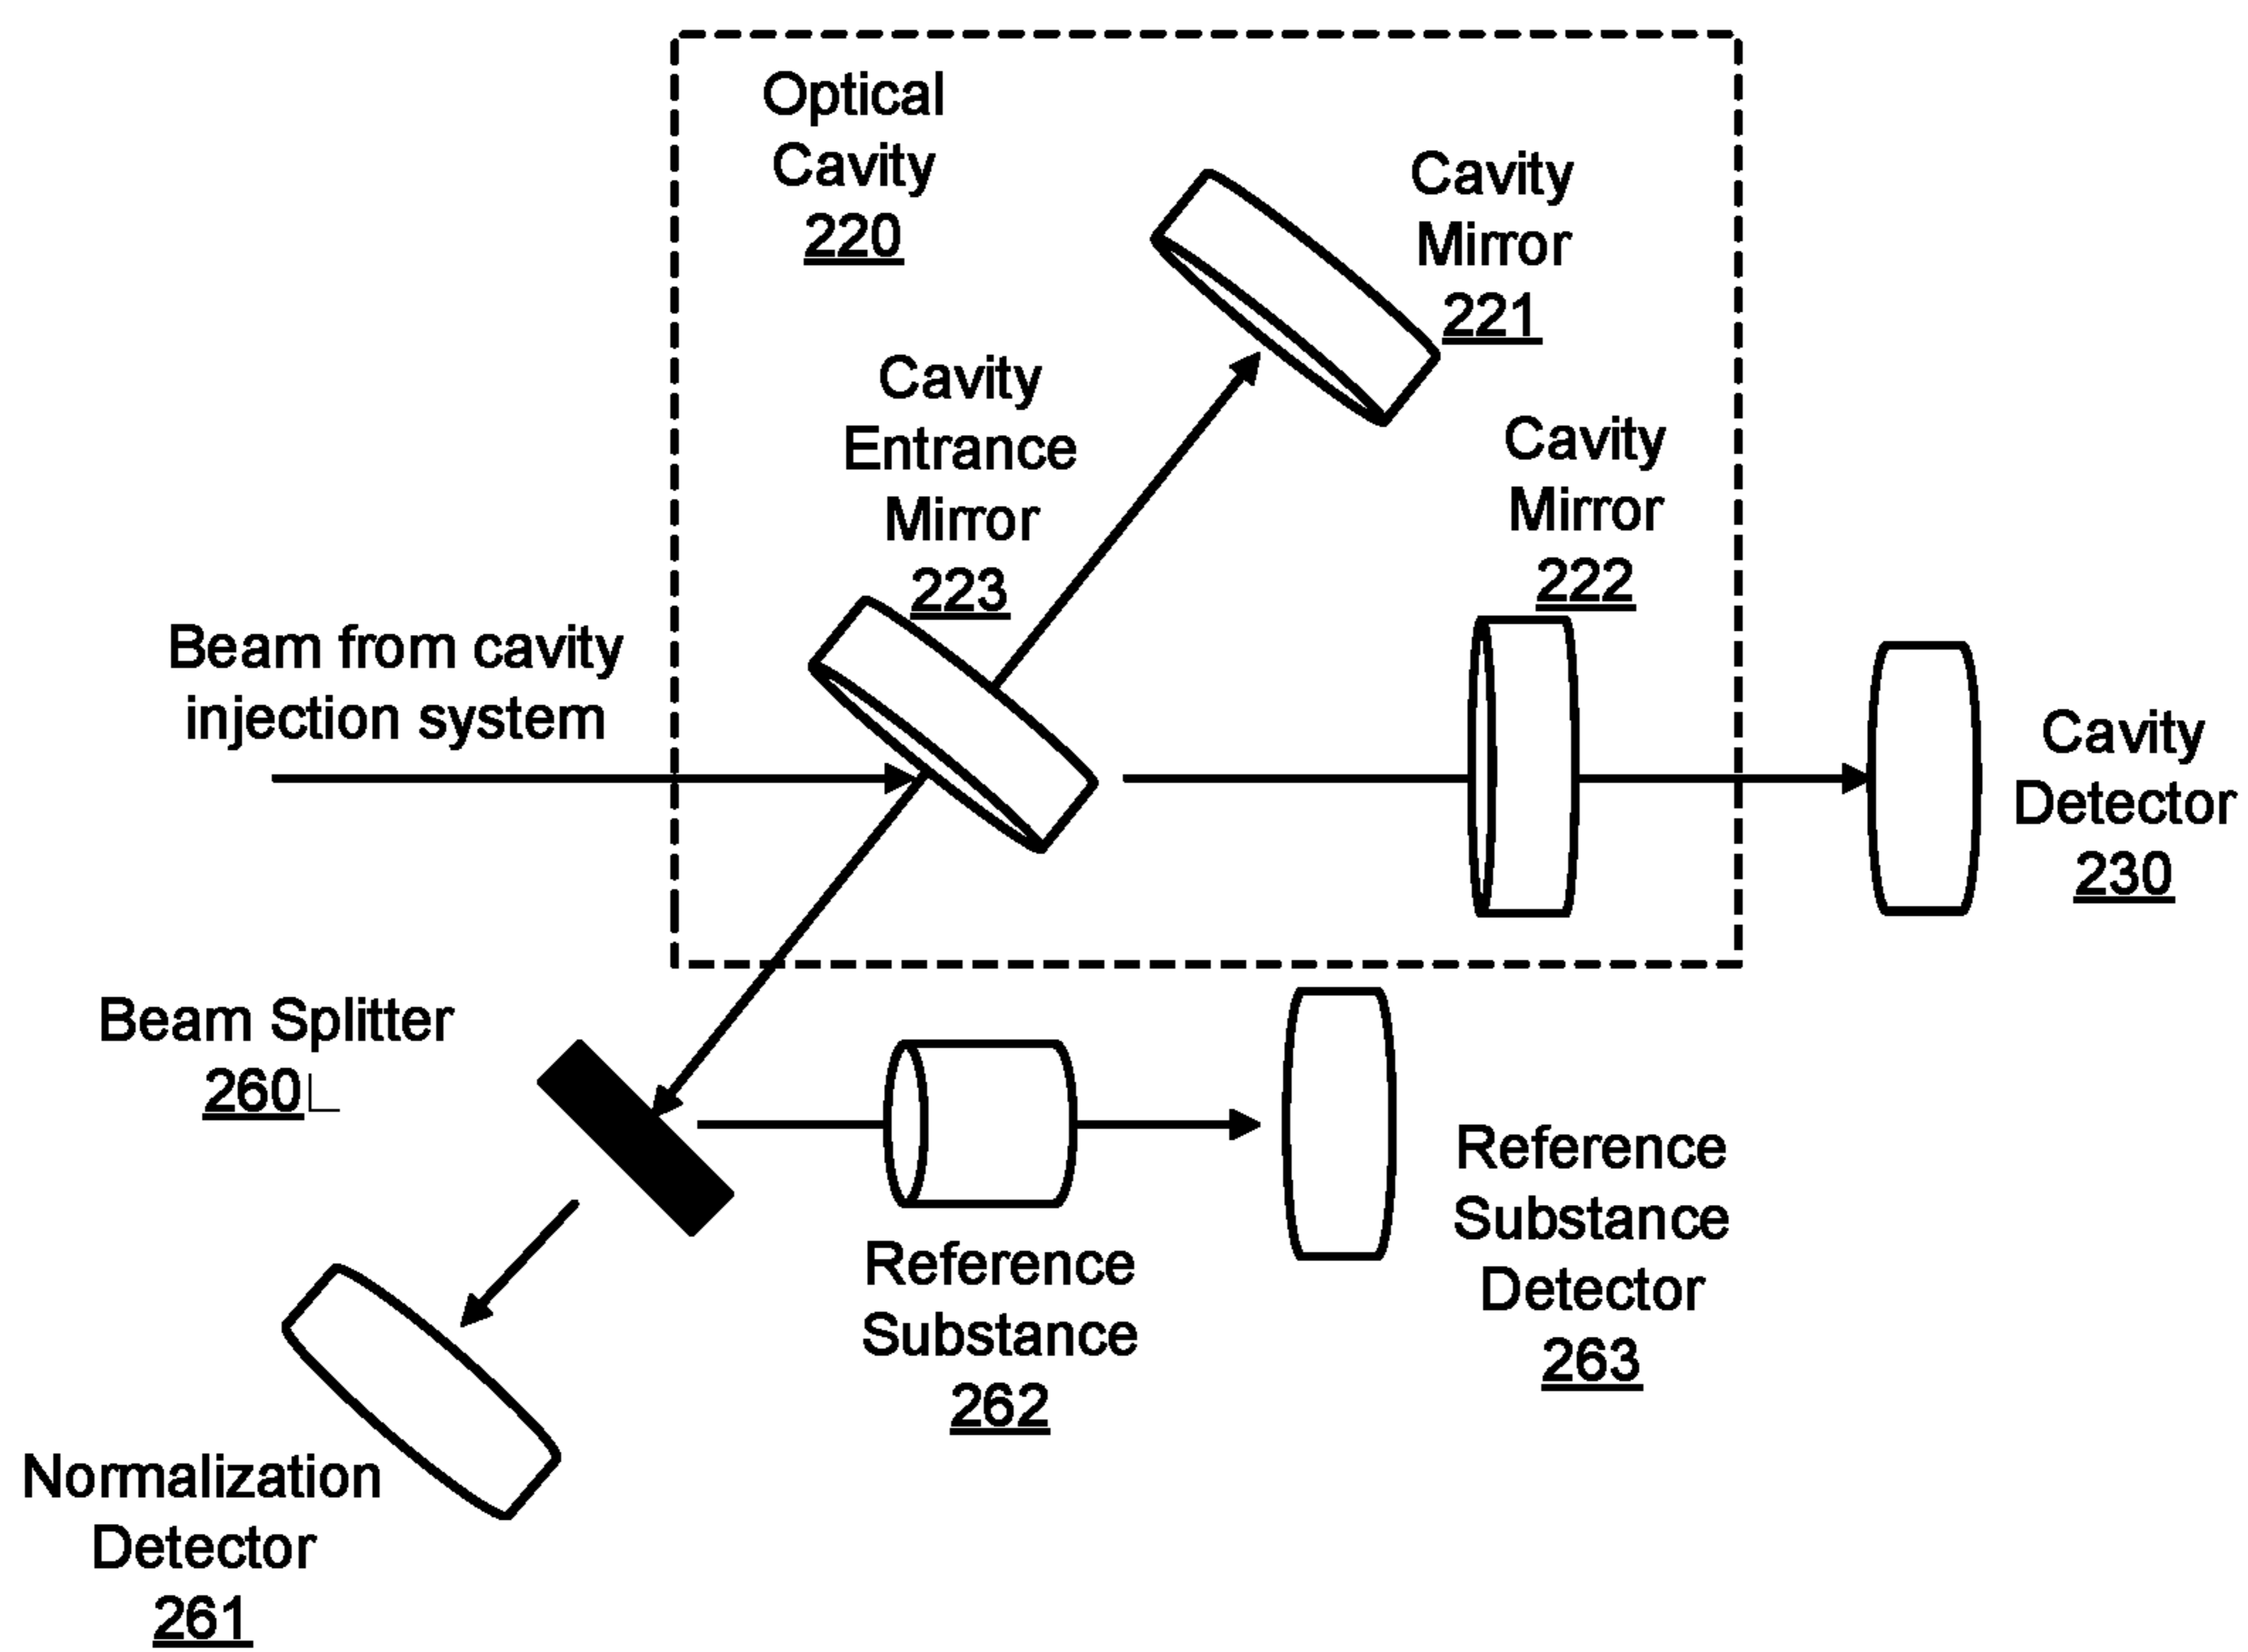 Optical
Cavity
220
Cavity
Mirror
221
Cavity
Entrance
Mirror
223
Cavity
Mirror
222
Beam from cavity
injection system
Cavity
Detector
230
Beam Splitter
260
Reference
Substance
262
Reference
Substance
Detector
263
Normalization
Detector
261